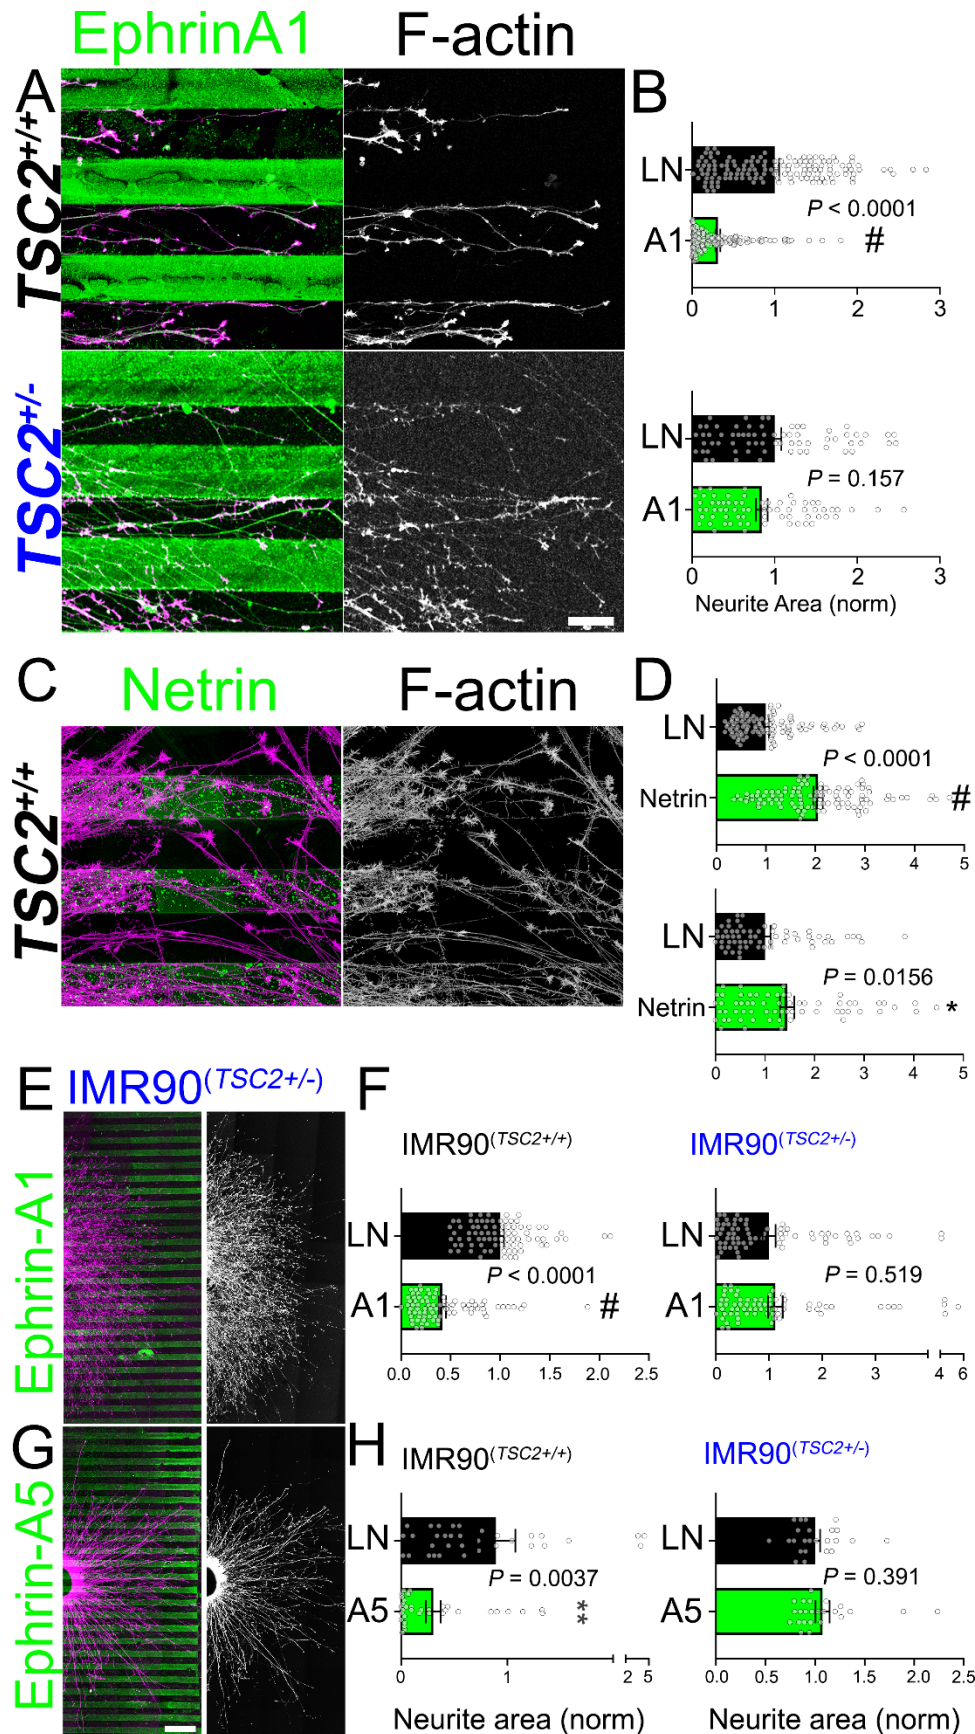 EphrinA1 F-actin
A
TSC2+/+
TSC2+/-
B
LN
P < 0.0001
A1
#
0 1 2 3
LN
P = 0.157
A1
0 1 2 3
Neurite Area (norm)
C
Netrin F-actin
TSC2+/+
D
LN
P < 0.0001
Netrin
#
0 1 2 3 4 5
LN
P = 0.0156
Netrin
*
0 1 2 3 4 5
E IMR90(TSC2+/-)
Ephrin-A1
F
IMR90(TSC2+/+)
LN
P < 0.0001
A1
#
0.0 0.5 1.0 1.5 2.0 2.5
IMR90(TSC2+/-)
LN
P = 0.519
A1
0 1 2 3 4 6
G
Ephrin-A5
H
IMR90(TSC2+/+)
LN
P = 0.0037
A5
**
0 1 2 5
Neurite area (norm)
IMR90(TSC2+/-)
LN
P = 0.391
A5
0.0 0.5 1.0 1.5 2.0 2.5
Neurite area (norm)